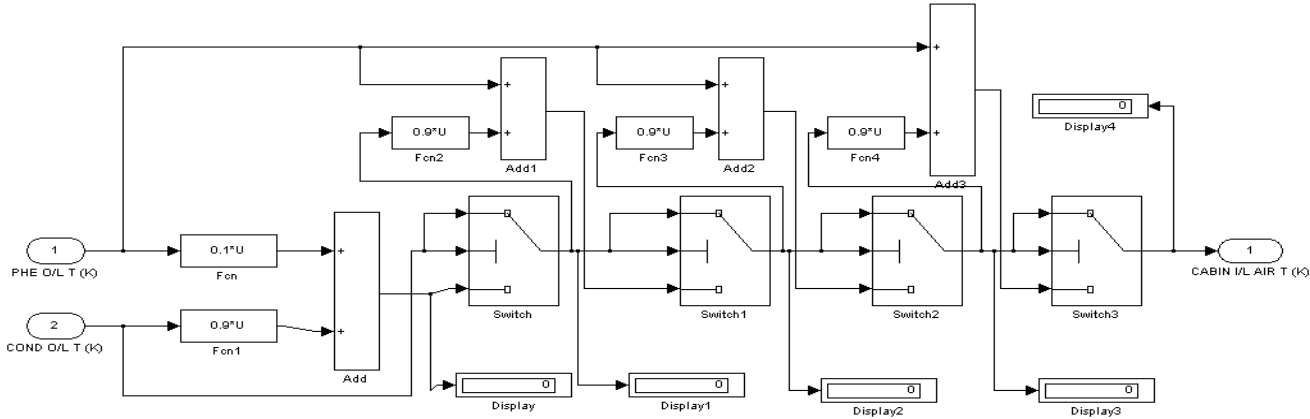 +
0
Display4
+
+
0.9*U
+
Fcn2
Add1
0.9*U
+
Fcn3
Add2
0.9*U
+
Fcn4
Add3
1
PHE O/L T (K)
0.1*U
+
Fcn
1
CABIN I/L AIR T (K)
Switch
Switch1
Switch2
Switch3
2
COND O/L T (K)
0.9*U
+
Fcn1
Add
0
Display
0
Display1
0
Display2
0
Display3